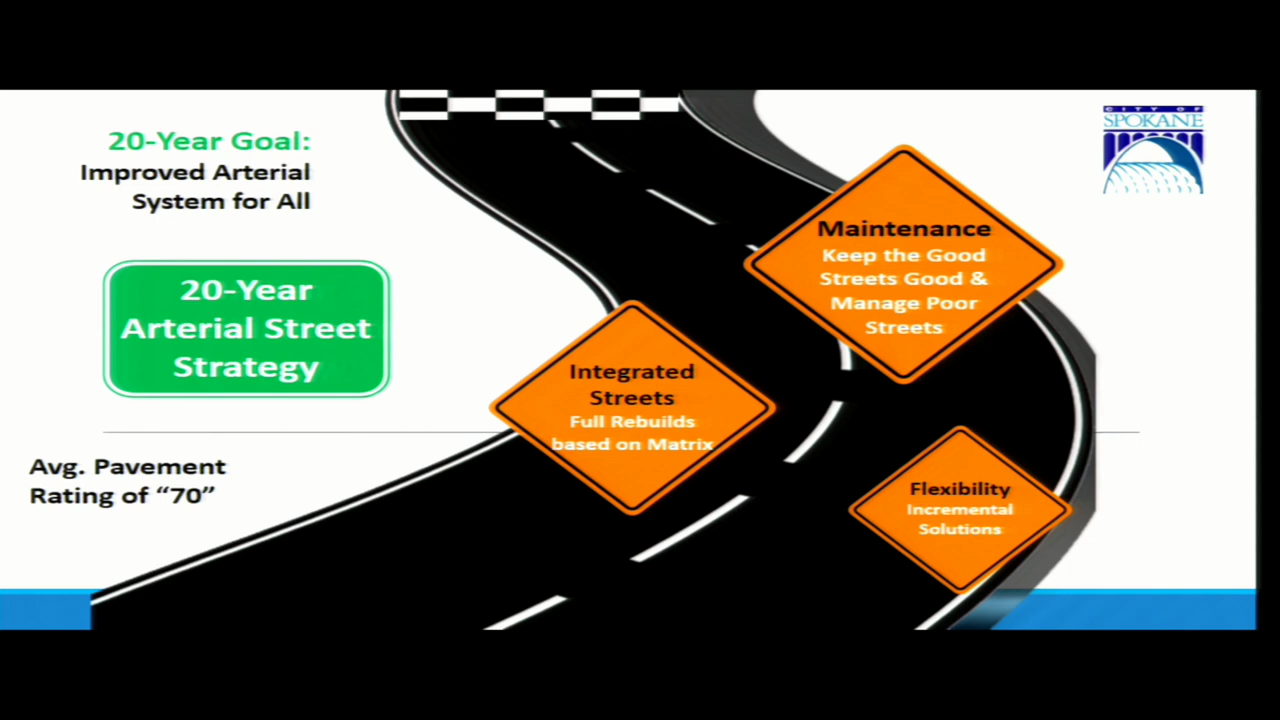 20-Year Goal:
Improved Arterial
System for All
20-Year
Arterial Street
Strategy
Avg. Pavement
Rating of “70”
Integrated
Streets
Full Rebuilds
based on Matrix
Maintenance
Keep the Good
Streets Good &
Manage Poor
Streets
Flexibility
Incremental
Solutions
CITY OF
SPOKANE